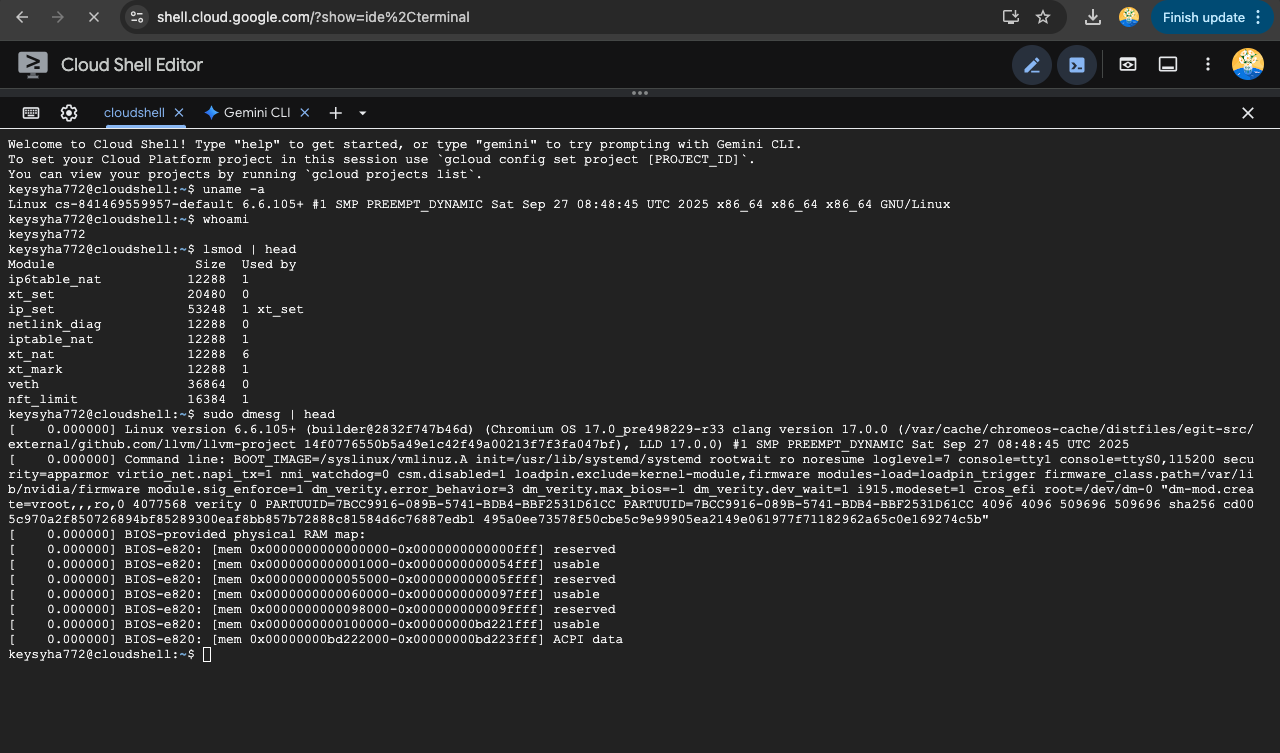 shell.cloud.google.com/?show=ide%2Cterminal
Finish update
Cloud Shell Editor
cloudshell
Gemini CLI
Welcome to Cloud Shell! Type "help" to get started, or type "gemini" to try prompting with Gemini CLI.
To set your Cloud Platform project in this session use `gcloud config set project [PROJECT_ID]`.
You can view your projects by running `gcloud projects list`.
keysyha772@cloudshell:~$ uname -a
Linux cs-841469559957-default 6.6.105+ #1 SMP PREEMPT_DYNAMIC Sat Sep 27 08:48:45 UTC 2025 x86_64 x86_64 x86_64 GNU/Linux
keysyha772@cloudshell:~$ whoami
keysyha772
keysyha772@cloudshell:~$ lsmod | head
Module                  Size  Used by
ip6table_nat           12288  1
xt_set                 20480  0
ip_set                 53248  1 xt_set
netlink_diag           12288  0
iptable_nat            12288  1
xt_nat                 12288  6
xt_mark                12288  1
veth                   36864  0
nft_limit              16384  1
keysyha772@cloudshell:~$ sudo dmesg | head
[    0.000000] Linux version 6.6.105+ (builder@2832f747b46d) (Chromium OS 17.0_pre498229-r33 clang version 17.0.0 (/var/cache/chromeos-cache/distfiles/egit-src/
external/github.com/llvm/llvm-project 14f0776550b5a49e1c42f49a00213f7f3fa047bf), LLD 17.0.0) #1 SMP PREEMPT_DYNAMIC Sat Sep 27 08:48:45 UTC 2025
[    0.000000] Command line: BOOT_IMAGE=/syslinux/vmlinuz.A init=/usr/lib/systemd/systemd rootwait ro noresume loglevel=7 console=tty1 console=ttyS0,115200 secu
rity=apparmor virtio_net.napi_tx=1 nmi_watchdog=0 csm.disabled=1 loadpin.exclude=kernel-module,firmware modules-load=loadpin_trigger firmware_class.path=/var/li
b/nvidia/firmware module.sig_enforce=1 dm_verity.error_behavior=3 dm_verity.max_bios=-1 dm_verity.dev_wait=1 i915.modeset=1 cros_efi root=/dev/dm-0 "dm-mod.crea
te=vroot,,,ro,0 4077568 verity 0 PARTUUID=7BCC9916-089B-5741-BDB4-BBF2531D61CC PARTUUID=7BCC9916-089B-5741-BDB4-BBF2531D61CC 4096 4096 509696 509696 sha256 cd00
5c970a2f850726894bf85289300eaf8bb857b72888c81584d6c76887edb1 495a0ee73578f50cbe5c9e99905ea2149e061977f71182962a65c0e169274c5b"
[    0.000000] BIOS-provided physical RAM map:
[    0.000000] BIOS-e820: [mem 0x0000000000000000-0x0000000000000fff] reserved
[    0.000000] BIOS-e820: [mem 0x0000000000001000-0x0000000000054fff] usable
[    0.000000] BIOS-e820: [mem 0x0000000000055000-0x000000000005ffff] reserved
[    0.000000] BIOS-e820: [mem 0x0000000000060000-0x0000000000097fff] usable
[    0.000000] BIOS-e820: [mem 0x0000000000098000-0x000000000009ffff] reserved
[    0.000000] BIOS-e820: [mem 0x0000000000100000-0x00000000bd221fff] usable
[    0.000000] BIOS-e820: [mem 0x00000000bd222000-0x00000000bd223fff] ACPI data
keysyha772@cloudshell:~$